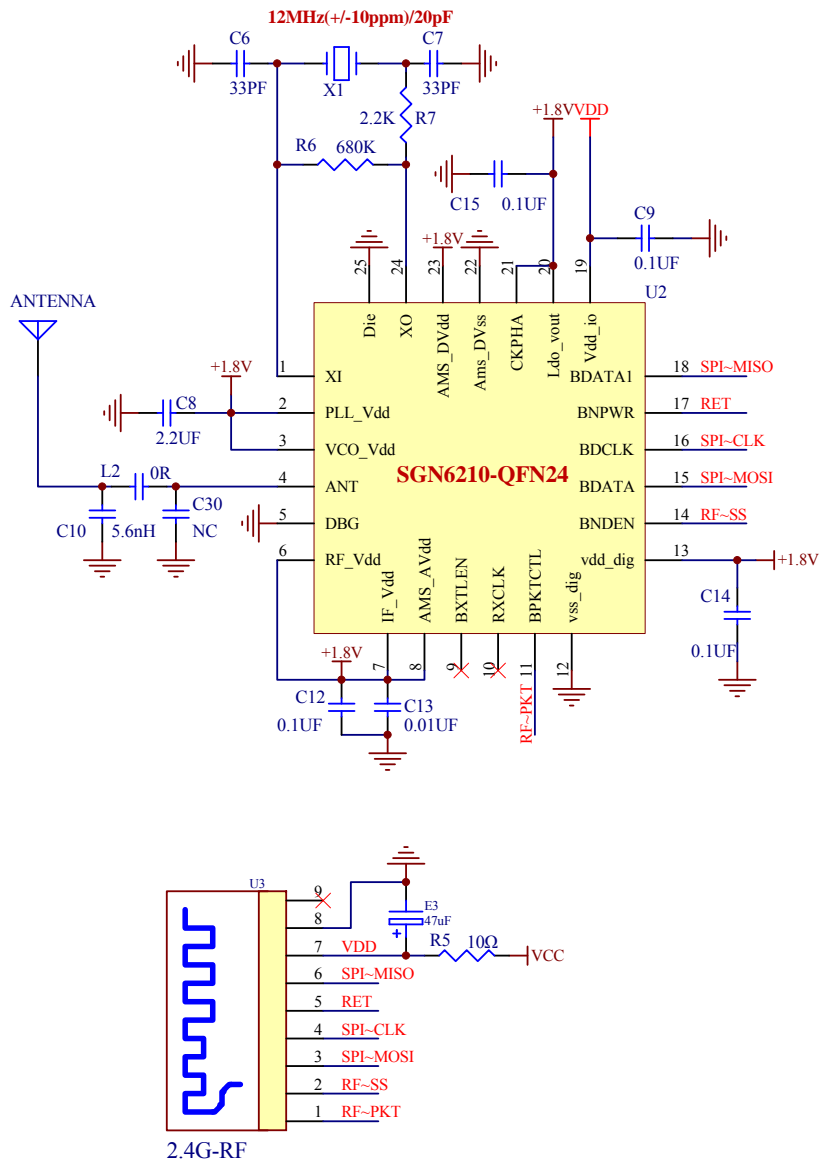 12MHz(+/-10ppm)/20pF
C6
C7
33PF
X1
33PF
2.2K
R7
R6
680K
+1.8V
VDD
C15
0.1UF
C9
0.1UF
+1.8V
25
24
23
22
21
20
19
U2
ANTENNA
Die
XO
AMS_DVdd
Ams_DVss
CKPHA
Ldo_vout
Vdd_io
+1.8V
1
XI
BDATA1
18
SPI~MISO
C8
2.2UF
2
PLL_Vdd
BNPWR
17
RET
3
VCO_Vdd
BDCLK
16
SPI~CLK
L2
0R
SGN6210-QFN24
4
ANT
BDATA
15
SPI~MOSI
C10
5.6nH
C30
NC
5
DBG
BNDEN
14
RF~SS
6
RF_Vdd
vdd_dig
13
+1.8V
IF_Vdd
AMS_AVdd
BXTLEN
RXCLK
BPKTCTL
vss_dig
C14
0.1UF
+1.8V
7
8
9
10
11
12
C12
0.1UF
C13
0.01UF
RF~PKT
U3
9
8
E3
47uF
+
7
VDD
R5
10Ω
VCC
6
SPI~MISO
5
RET
4
SPI~CLK
3
SPI~MOSI
2
RF~SS
1
RF~PKT
2.4G-RF